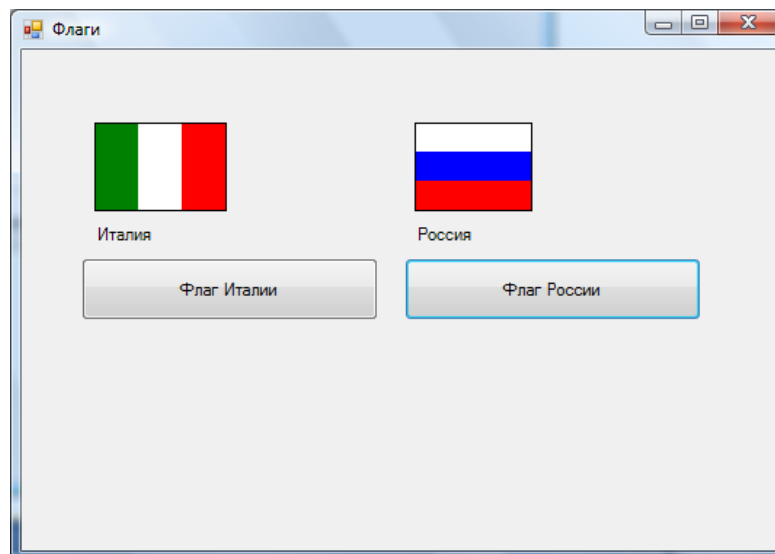 Флаги
Италия
Россия
Флаг Италии
Флаг России